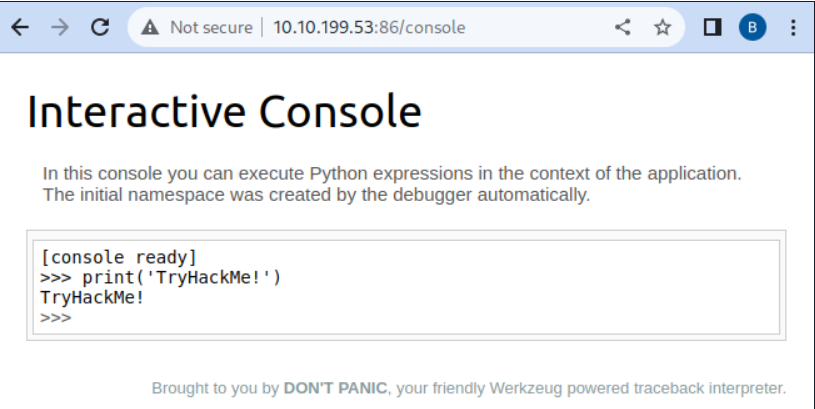 Not secure | 10.10.199.53:86/console
B
Interactive Console
In this console you can execute Python expressions in the context of the application.
The initial namespace was created by the debugger automatically.
[console ready]
>>> print('TryHackMe!')
TryHackMe!
>>>
Brought to you by DON'T PANIC, your friendly Werkzeug powered traceback interpreter.